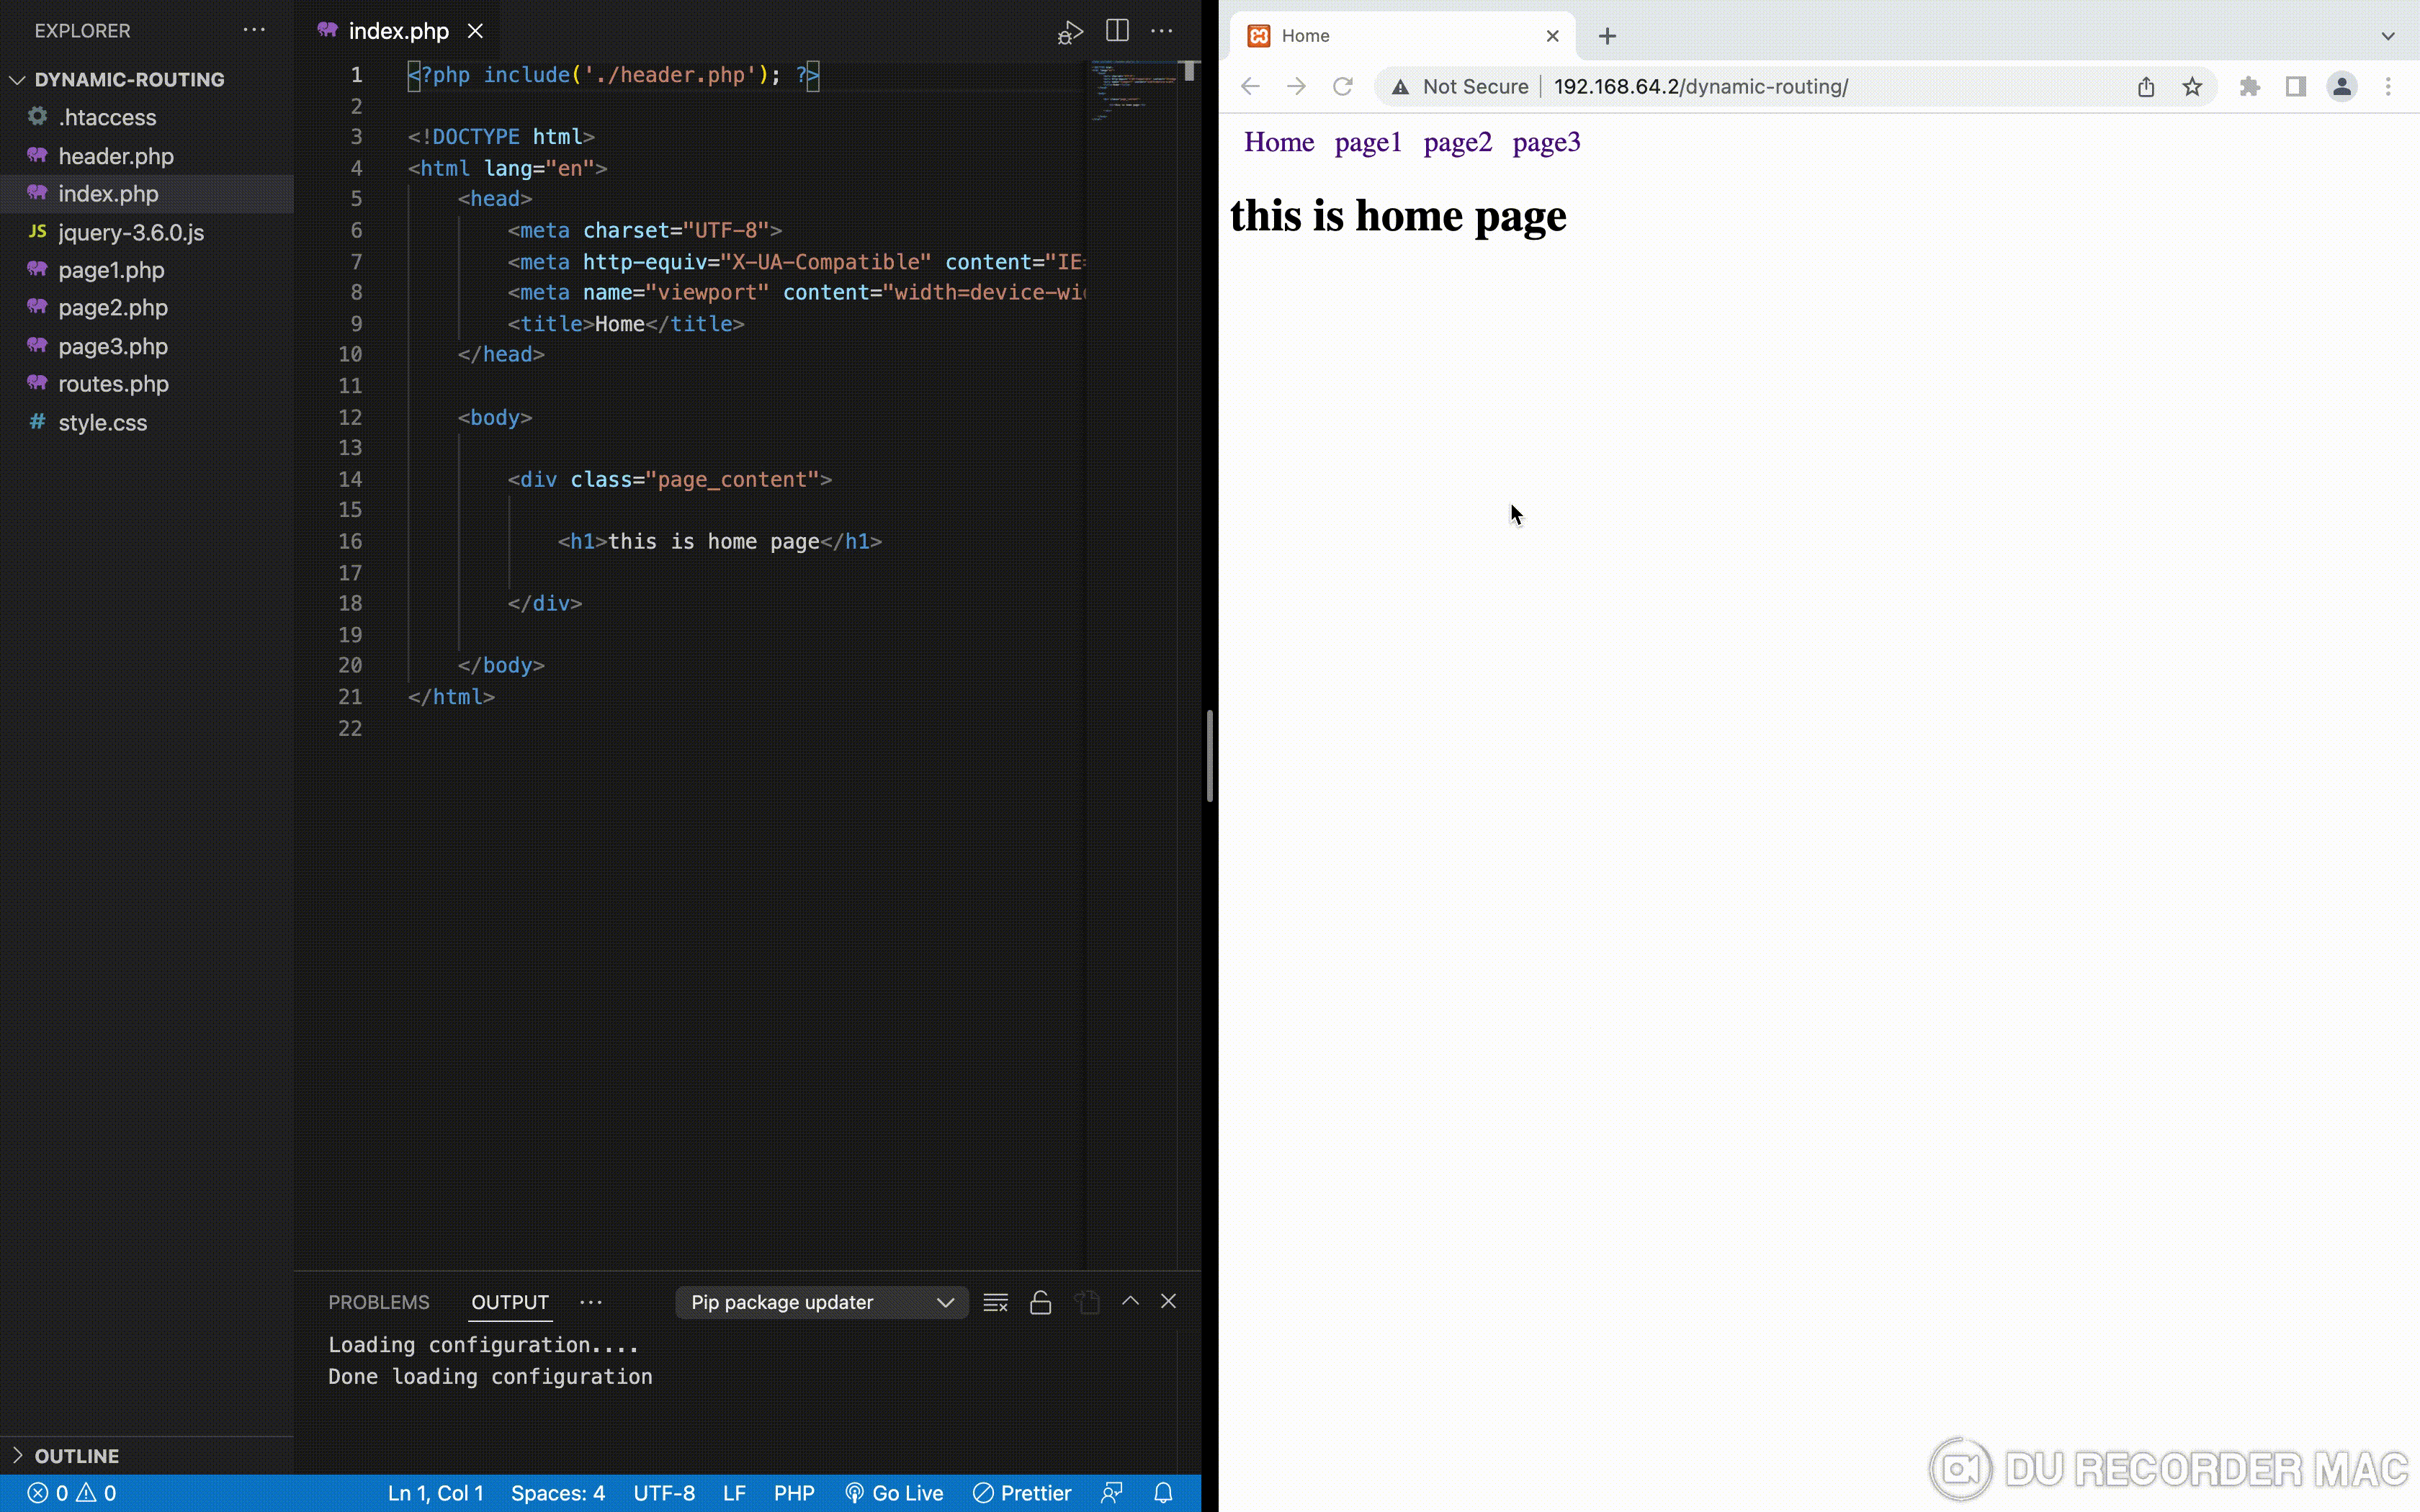 EXPLORER
DYNAMIC-ROUTING
.htaccess
header.php
index.php
JS jquery-3.6.0.js
page1.php
page2.php
page3.php
routes.php
# style.css
OUTLINE
index.php
1 <?php include('./header.php'); ?>
2
3 <!DOCTYPE html>
4 <html lang="en">
5 <head>
6 <meta charset="UTF-8">
7 <meta http-equiv="X-UA-Compatible" content="IE=
8 <meta name="viewport" content="width=device-wi
9 <title>Home</title>
10 </head>
11
12 <body>
13
14 <div class="page_content">
15
16 <h1>this is home page</h1>
17
18 </div>
19
20 </body>
21 </html>
22
PROBLEMS OUTPUT Pip package updater
Loading configuration....
Done loading configuration
0 0 Ln 1, Col 1 Spaces: 4 UTF-8 LF PHP Go Live Prettier
Home
Not Secure 192.168.64.2/dynamic-routing/
Home page1 page2 page3
this is home page
DU RECORDER MAC